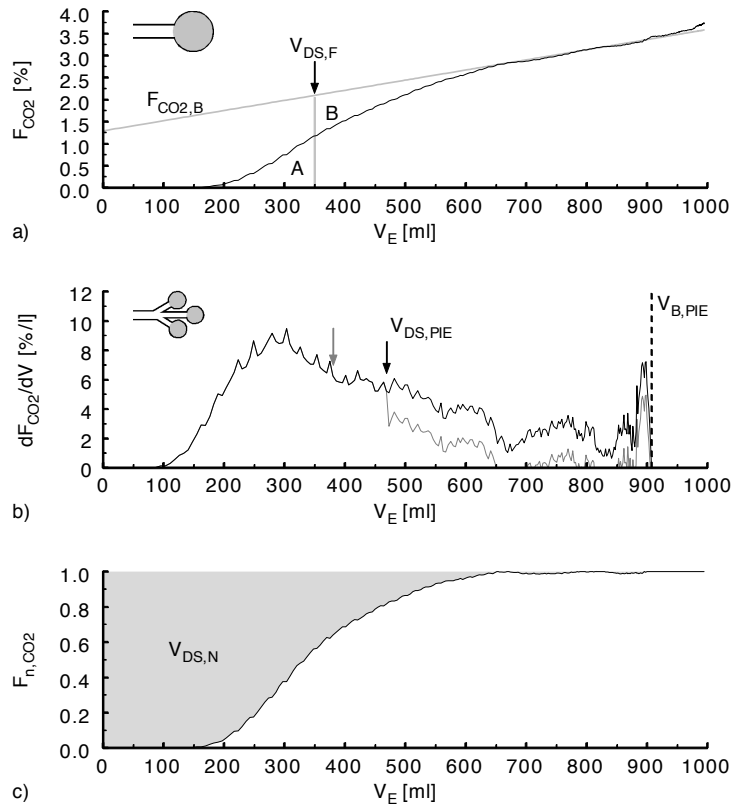 4.0
3.5
3.0
2.5
2.0
1.5
1.0
0.5
0.0
F_CO2 [%]
V_DS,F
F_CO2,B
B
A
0 100 200 300 400 500 600 700 800 900 1000
V_E [ml]
a)
12
10
8
6
4
2
0
dF_CO2/dV [%/l]
V_DS,PIE
V_B,PIE
0 100 200 300 400 500 600 700 800 900 1000
V_E [ml]
b)
1.0
0.8
0.6
0.4
0.2
0.0
F_n,CO2
V_DS,N
0 100 200 300 400 500 600 700 800 900 1000
V_E [ml]
c)